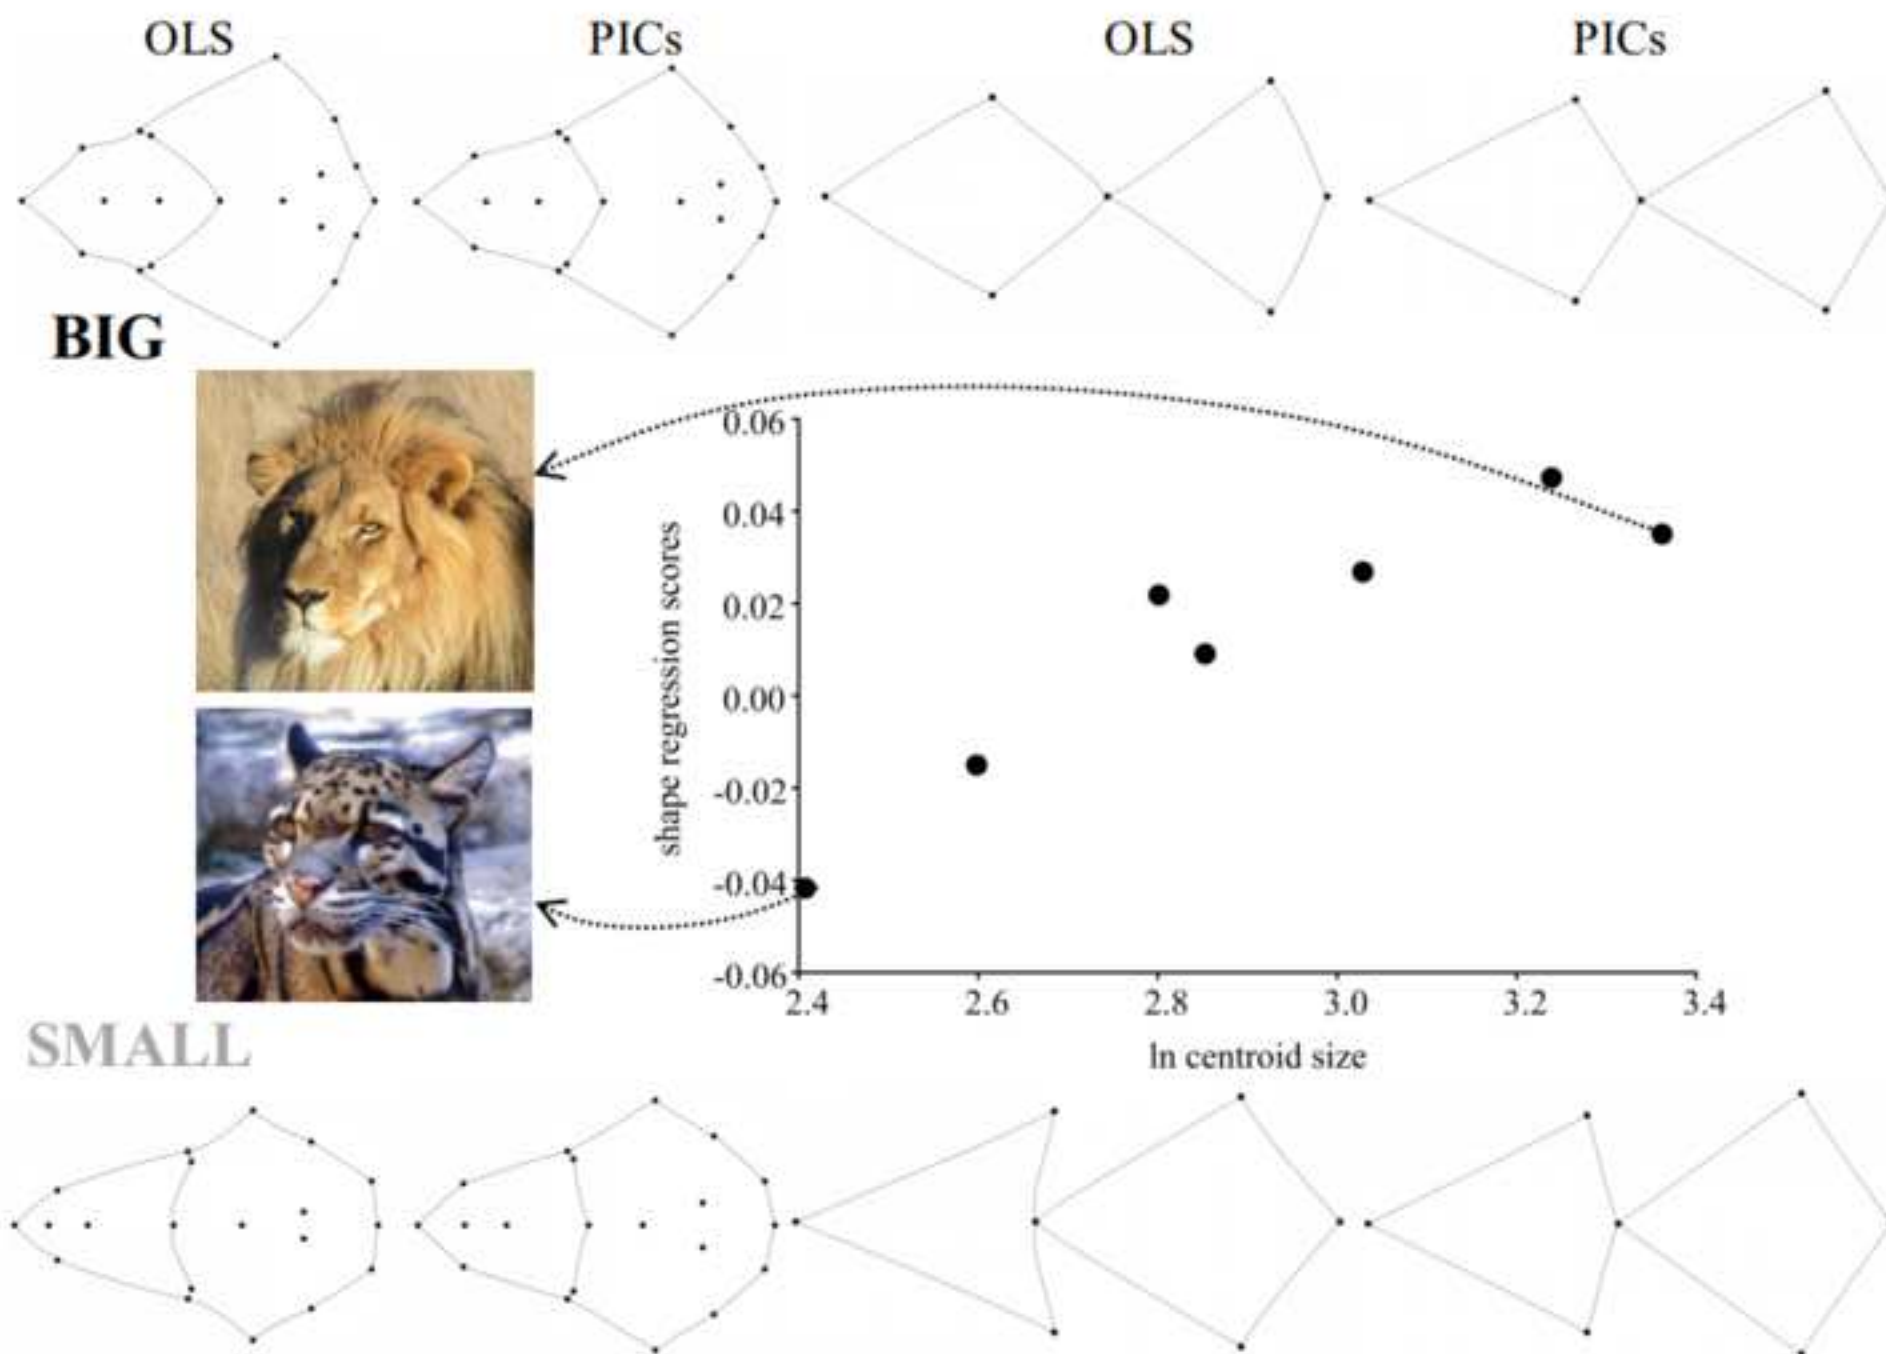 OLS PICs OLS PICs
BIG
0.06
0.04
0.02
0.00
-0.02
-0.04
-0.06
shape regression scores
2.4 2.6 2.8 3.0 3.2 3.4
ln centroid size
SMALL